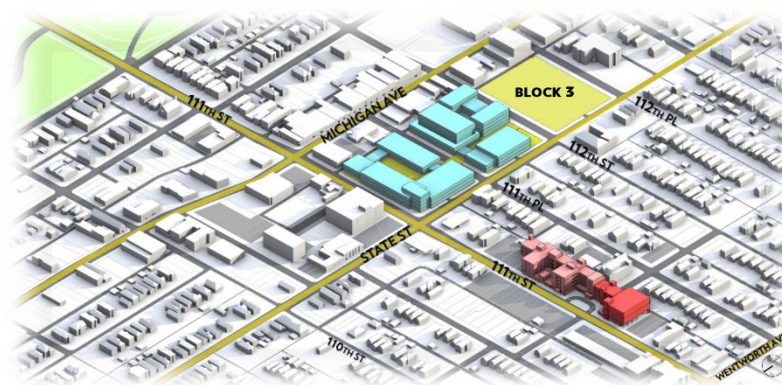 BLOCK 3
111TH ST
MICHIGAN AVE
112TH PL
112TH ST
111TH PL
STATE ST
111TH ST
110TH ST
WENTWORTH AV